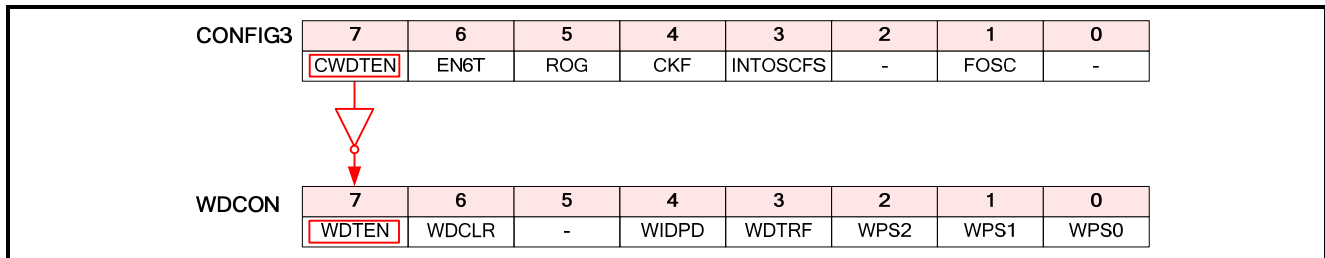 CONFIG3 7 6 5 4 3 2 1 0
CWDTEN EN6T ROG CKF INTOSCFS - FOSC -
WDCON 7 6 5 4 3 2 1 0
WDTEN WDCLR - WIDPD WDTRF WPS2 WPS1 WPS0